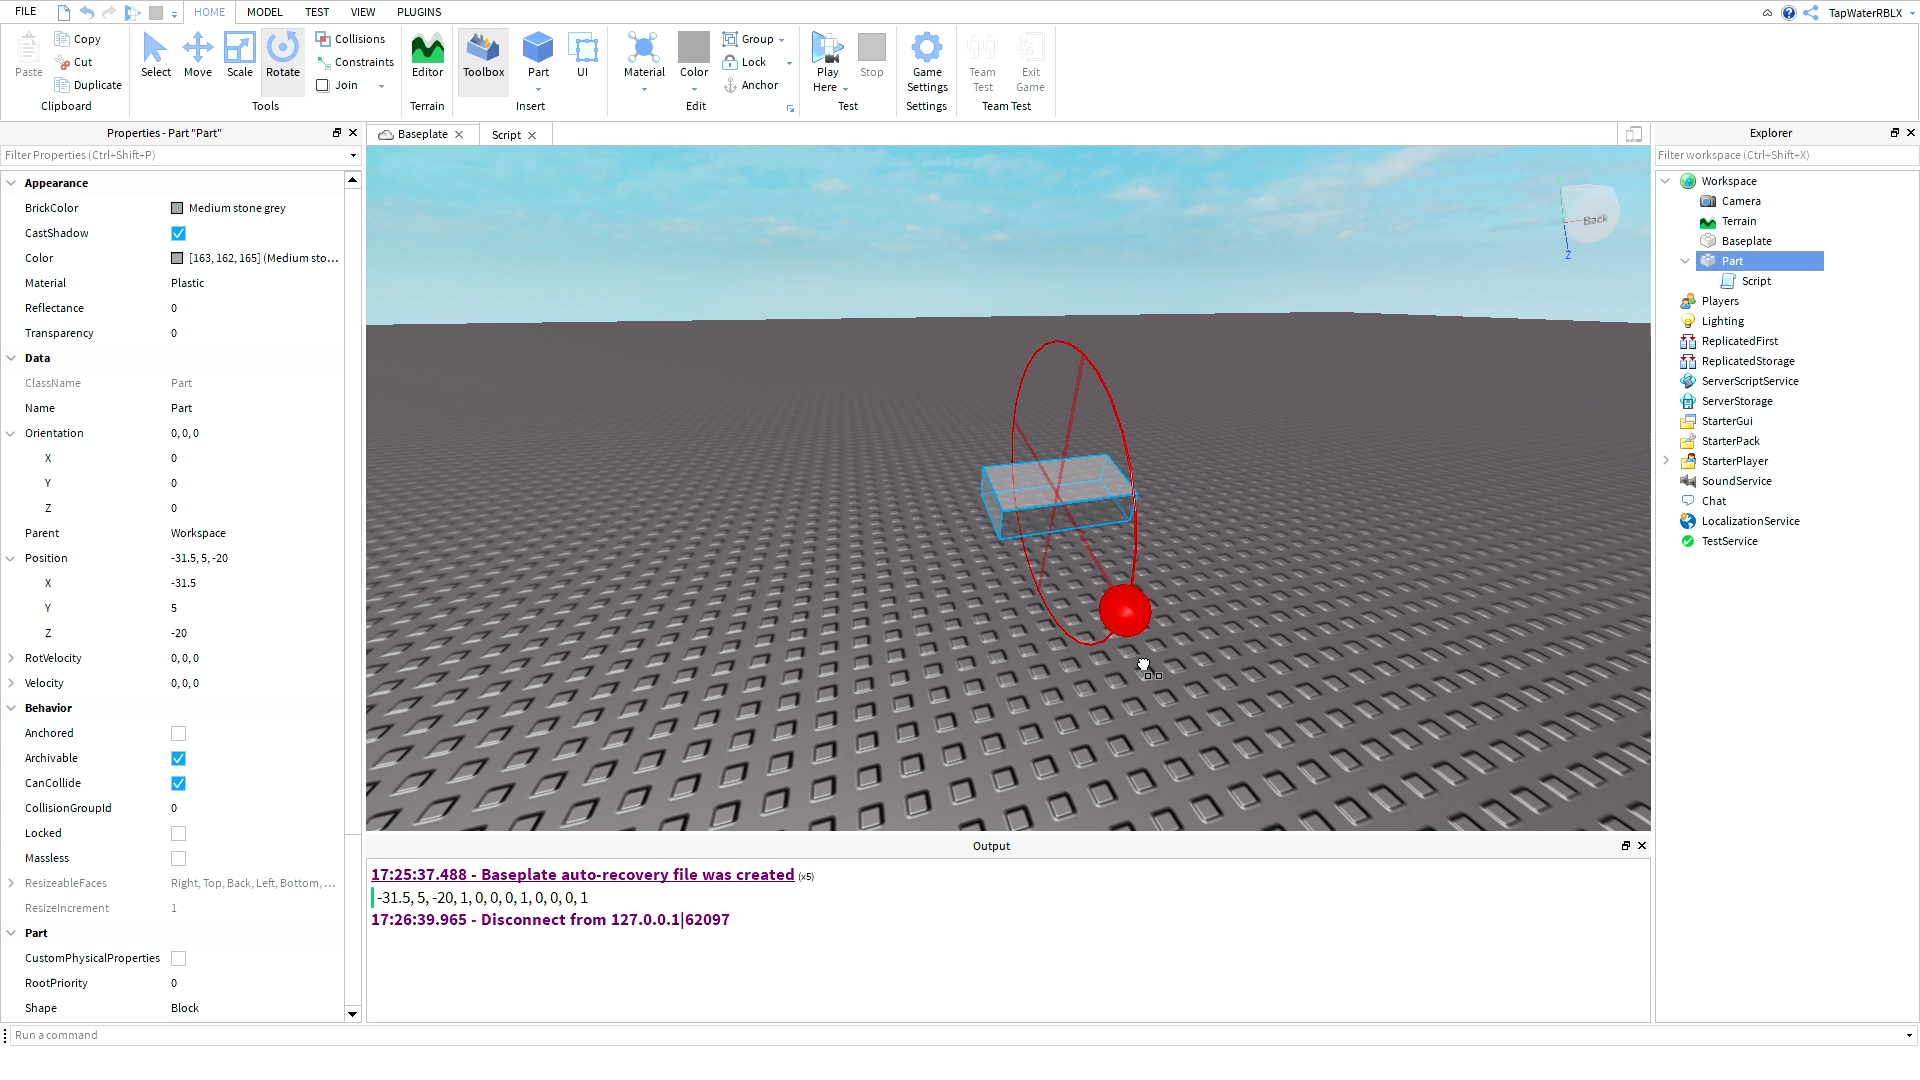 FILE
HOME
MODEL
TEST
VIEW
PLUGINS
TapWaterRBLX
Paste
Copy
Cut
Duplicate
Clipboard
Select
Move
Scale
Rotate
Collisions
Constraints
Join
Tools
Editor
Terrain
Toolbox
Part
UI
Insert
Material
Color
Group
Lock
Anchor
Edit
Play
Here
Stop
Test
Game
Settings
Settings
Team
Test
Exit
Game
Team Test
Properties - Part "Part"
Filter Properties (Ctrl+Shift+P)
Appearance
BrickColor Medium stone grey
CastShadow
Color [163, 162, 165] (Medium sto...
Material Plastic
Reflectance 0
Transparency 0
Data
ClassName Part
Name Part
Orientation 0, 0, 0
X 0
Y 0
Z 0
Parent Workspace
Position -31.5, 5, -20
X -31.5
Y 5
Z -20
RotVelocity 0, 0, 0
Velocity 0, 0, 0
Behavior
Anchored
Archivable
CanCollide
CollisionGroupId 0
Locked
Massless
ResizeableFaces Right, Top, Back, Left, Bottom, ...
ResizeIncrement 1
Part
CustomPhysicalProperties
RootPriority 0
Shape Block
Baseplate
Script
Back
Z
Output
17:25:37.488 - Baseplate auto-recovery file was created (x5)
-31.5, 5, -20, 1, 0, 0, 0, 1, 0, 0, 0, 1
17:26:39.965 - Disconnect from 127.0.0.1|62097
Explorer
Filter workspace (Ctrl+Shift+X)
Workspace
Camera
Terrain
Baseplate
Part
Script
Players
Lighting
ReplicatedFirst
ReplicatedStorage
ServerScriptService
ServerStorage
StarterGui
StarterPack
StarterPlayer
SoundService
Chat
LocalizationService
TestService
Run a command